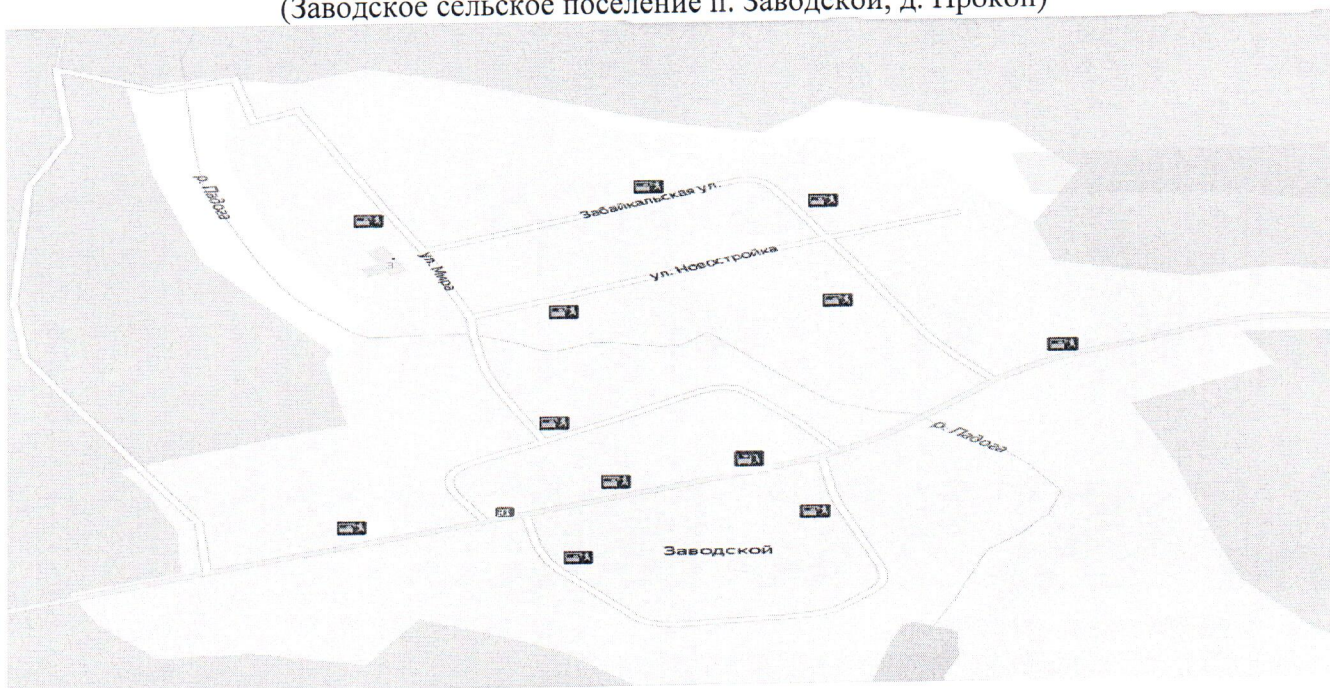 (Заводское сельское поселение п. Заводской, д. Прокоп)
р. Падога
Забайкальская ул.
ул. Мира
ул. Новостройка
р. Падога
Заводской